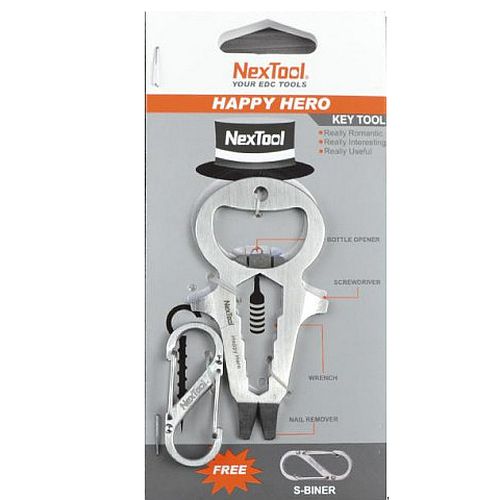 NexTool®
YOUR EDC TOOLS
HAPPY HERO
KEY TOOL
Really Romantic
Really Interesting
Really Useful
NexTool
BOTTLE OPENER
SCREWDRIVER
NexTool
Happy Hero
WRENCH
NexTool
NAIL REMOVER
FREE
S-BINER